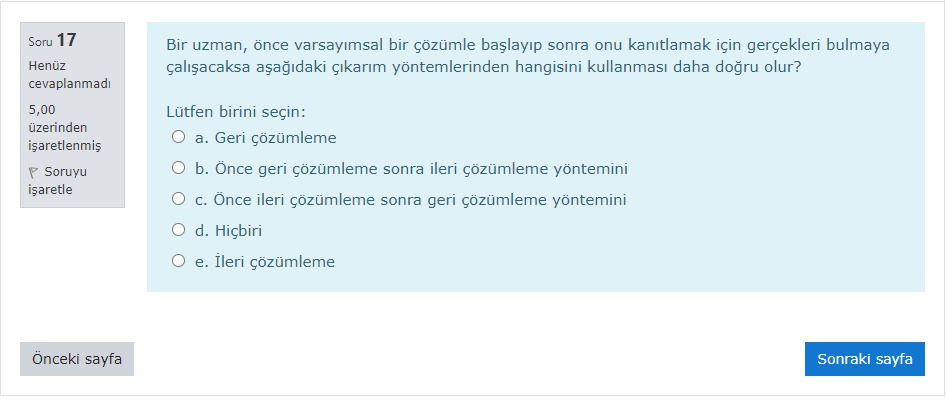 Soru 17
Henüz
cevaplanmadı
5,00
üzerinden
işaretlenmiş
Soruyu
işaretle
Bir uzman, önce varsayımsal bir çözümle başlayıp sonra onu kanıtlamak için gerçekleri bulmaya
çalışacaksa aşağıdaki çıkarım yöntemlerinden hangisini kullanması daha doğru olur?
Lütfen birini seçin:
a. Geri çözümleme
b. Önce geri çözümleme sonra ileri çözümleme yöntemini
c. Önce ileri çözümleme sonra geri çözümleme yöntemini
d. Hiçbiri
e. İleri çözümleme
Önceki sayfa
Sonraki sayfa